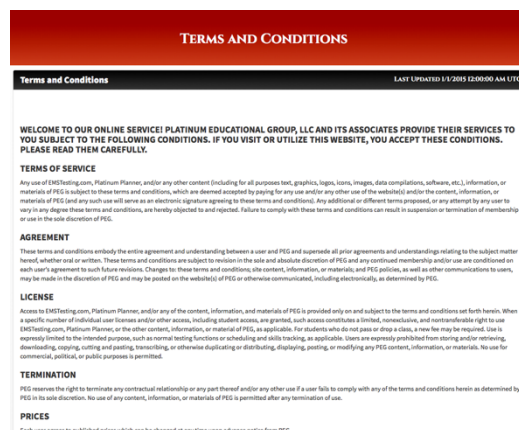 TERMS AND CONDITIONS
Terms and Conditions LAST UPDATED 1/1/2015 12:00:00 AM UTC
WELCOME TO OUR ONLINE SERVICE! PLATINUM EDUCATIONAL GROUP, LLC AND ITS ASSOCIATES PROVIDE THEIR SERVICES TO
YOU SUBJECT TO THE FOLLOWING CONDITIONS. IF YOU VISIT OR UTILIZE THIS WEBSITE, YOU ACCEPT THESE CONDITIONS.
PLEASE READ THEM CAREFULLY.
TERMS OF SERVICE
Any use of EMSTesting.com, Platinum Planner, and/or any other content (including for all purposes text, graphics, logos, icons, images, data compilations, software, etc.), information, or
materials of PEG is subject to these terms and conditions, which are deemed accepted by paying for any use and/or any other use of the website(s) and/or the content, information, or
materials of PEG (and any such use will serve as an electronic signature agreeing to these terms and conditions). Any additional or different terms proposed, or any attempt by any user to
vary in any degree these terms and conditions, are hereby objected to and rejected. Failure to comply with these terms and conditions can result in suspension or termination of membership
or use in the sole discretion of PEG.
AGREEMENT
These terms and conditions embody the entire agreement and understanding between a user and PEG and supersede all prior agreements and understandings relating to the subject matter
hereof, whether oral or written. These terms and conditions are subject to revision in the sole and absolute discretion of PEG and any continued membership and/or use are conditioned on
each user's agreement to such future revisions. Changes to: these terms and conditions; site content, information, or materials; and PEG policies, as well as other communications to users,
may be made in the discretion of PEG and may be posted on the website(s) of PEG or otherwise communicated, including electronically, as determined by PEG.
LICENSE
Access to EMSTesting.com, Platinum Planner, and/or any of the content, information, and materials of PEG is provided only on and subject to the terms and conditions set forth herein. When
a specific number of individual user licenses and/or other access, including student access, are granted, such access constitutes a limited, nonexclusive, and nontransferable right to use
EMSTesting.com, Platinum Planner, or the other content, information, or material of PEG, as applicable. For students who do not pass or drop a class, a new fee may be required. Use is
expressly limited to the intended purpose, such as normal testing functions or scheduling and skills tracking, as applicable. Users are expressly prohibited from storing and/or retrieving,
downloading, copying, cutting and pasting, transcribing, or otherwise duplicating or distributing, displaying, posting, or modifying any PEG content, information, or materials. No use for
commercial, political, or public purposes is permitted.
TERMINATION
PEG reserves the right to terminate any contractual relationship or any part thereof and/or any other use if a user fails to comply with any of the terms and conditions herein as determined by
PEG in its sole discretion. No use of any content, information, or materials of PEG is permitted after any termination of use.
PRICES
Each user agrees to published prices which can be changed at any time upon advance notice from PEG.